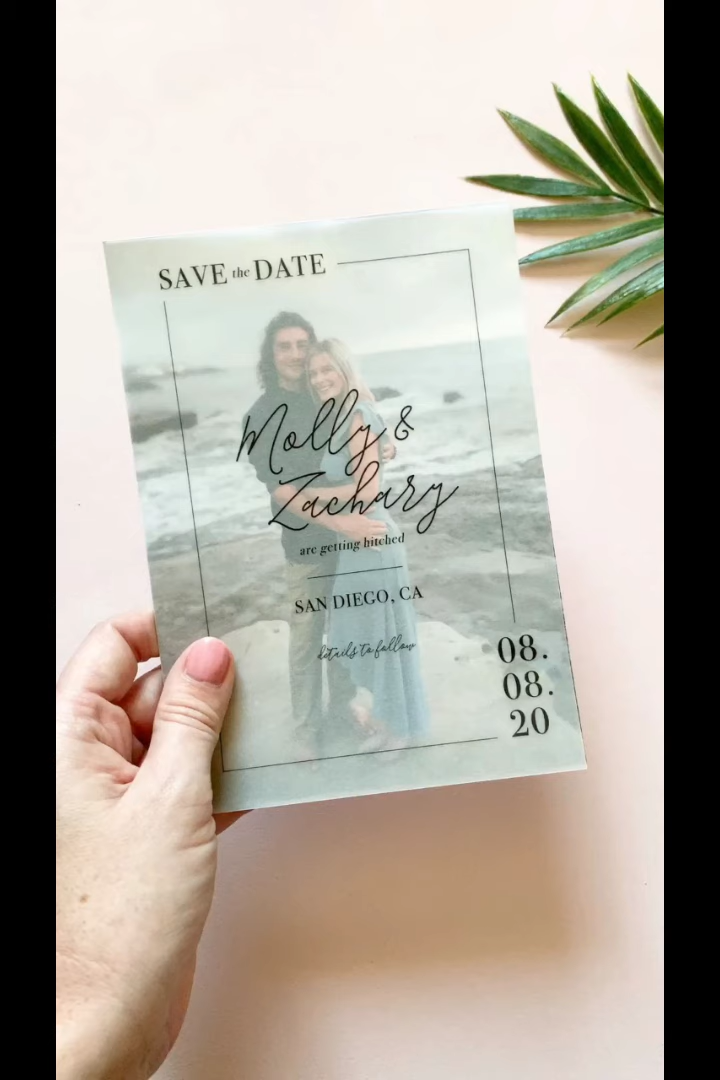 SAVE the DATE
Molly &
Zachary
are getting hitched
SAN DIEGO, CA
details to follow
08.
08.
20